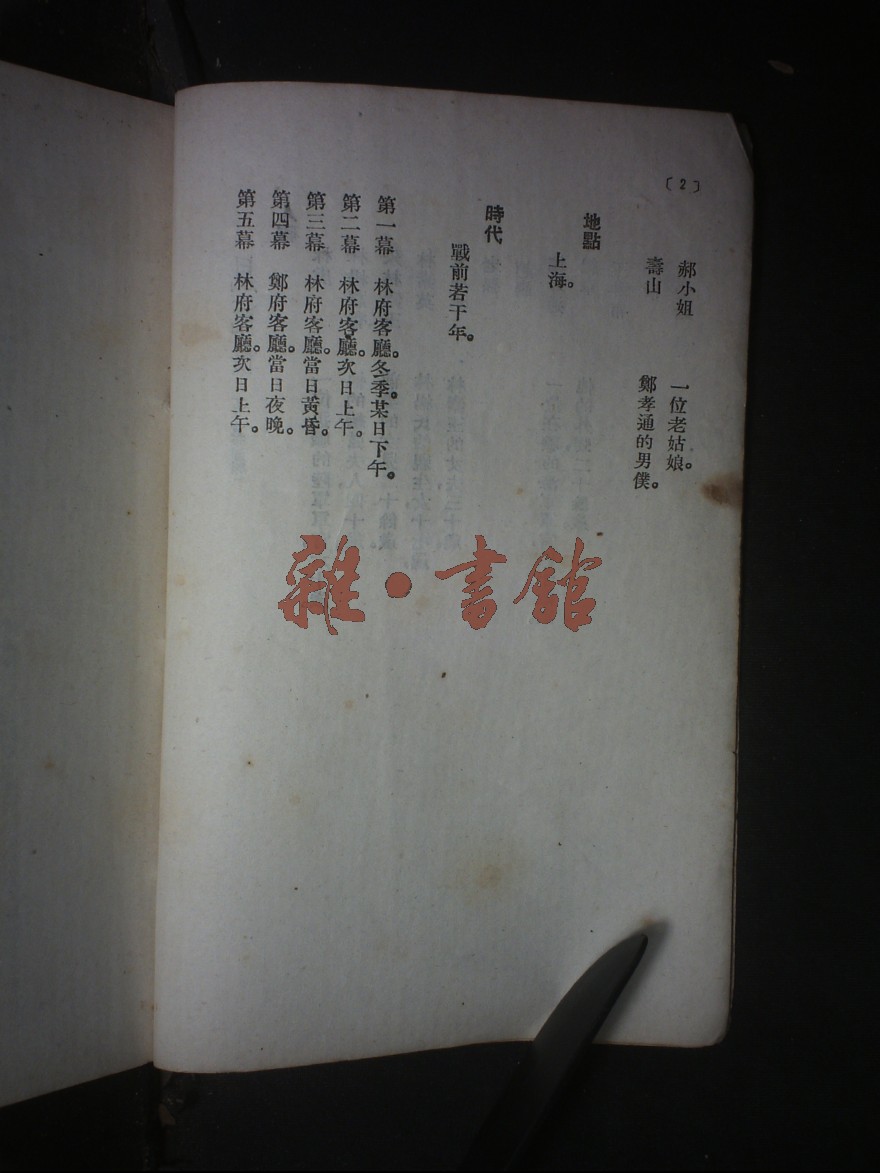 〔2〕
郝小姐　一位老姑娘。
壽山　鄭孝通的男僕。
地點
上海。
時代
戰前若干年。
第一幕　林府客廳。冬季某日下午。
第二幕　林府客廳。次日上午。
第三幕　林府客廳。當日黃昏。
第四幕　鄭府客廳。當日夜晚。
第五幕　林府客廳。次日上午。
雜・書館